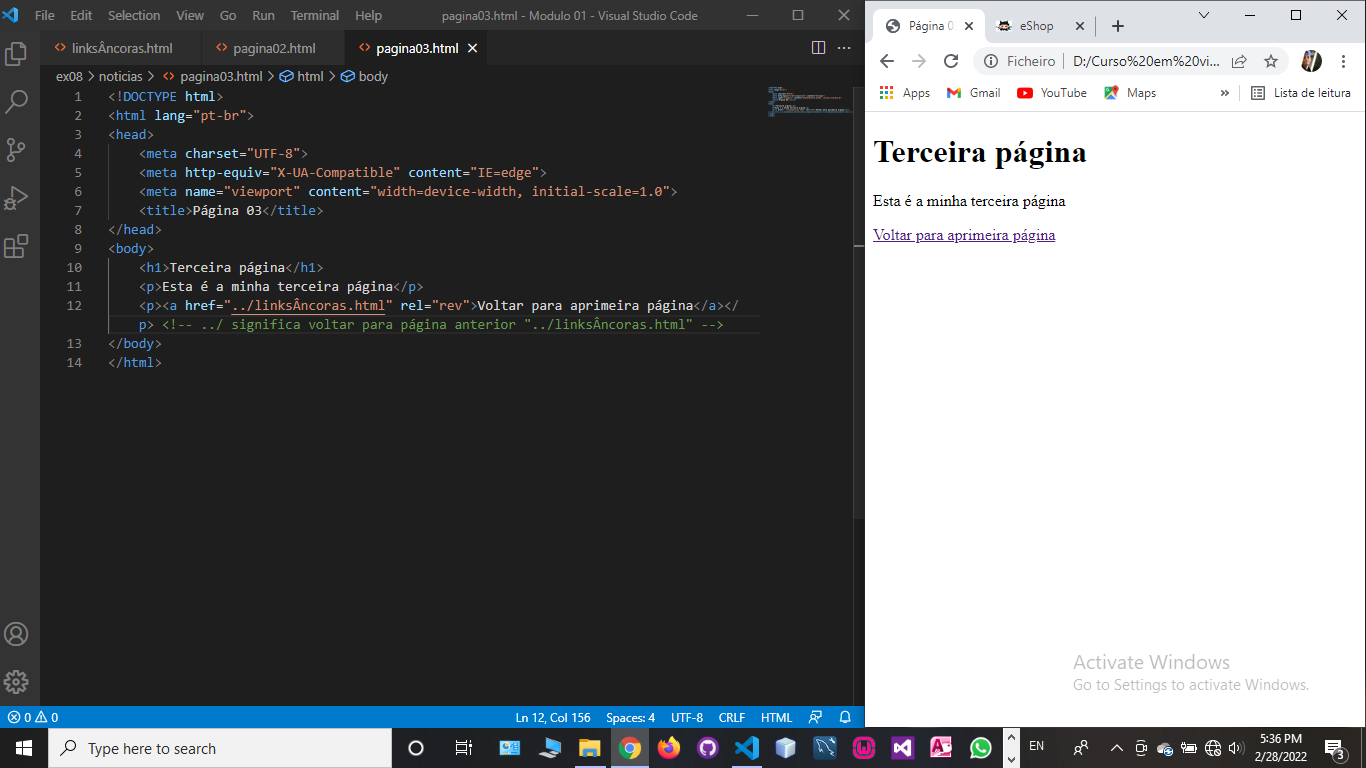 File Edit Selection View Go Run Terminal Help pagina03.html - Modulo 01 - Visual Studio Code
linksÂncoras.html pagina02.html pagina03.html
ex08 > noticias > pagina03.html > html > body
1 <!DOCTYPE html>
2 <html lang="pt-br">
3 <head>
4 <meta charset="UTF-8">
5 <meta http-equiv="X-UA-Compatible" content="IE=edge">
6 <meta name="viewport" content="width=device-width, initial-scale=1.0">
7 <title>Página 03</title>
8 </head>
9 <body>
10 <h1>Terceira página</h1>
11 <p>Esta é a minha terceira página</p>
12 <p><a href="../linksÂncoras.html" rel="rev">Voltar para aprimeira página</a></
p> <!-- ../ significa voltar para página anterior "../linksÂncoras.html" -->
13 </body>
14 </html>
0 0 Ln 12, Col 156 Spaces: 4 UTF-8 CRLF HTML
Página 0 eShop
Ficheiro D:/Curso%20em%20vi...
Apps Gmail YouTube Maps » Lista de leitura
Terceira página
Esta é a minha terceira página
Voltar para aprimeira página
Activate Windows
Go to Settings to activate Windows.
Type here to search
EN
5:36 PM
2/28/2022
3